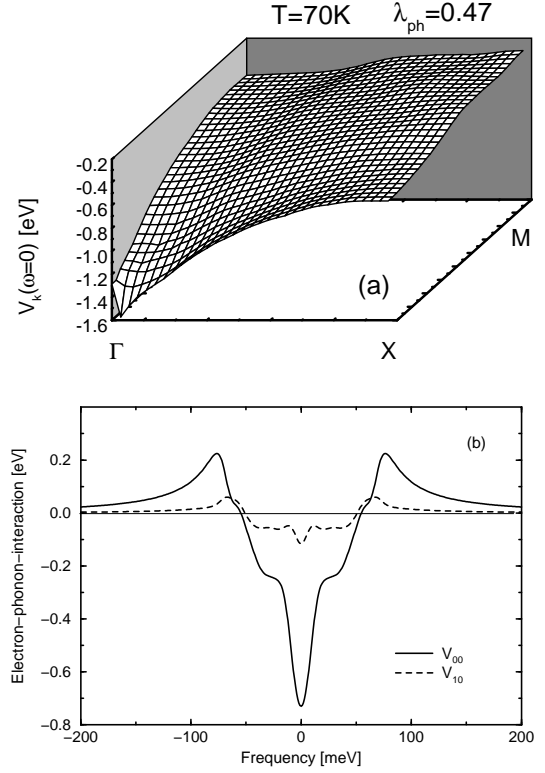 T=70K λph=0.47
-0.2
-0.4
-0.6
-0.8
-1.0
-1.2
-1.4
-1.6
Vk(ω=0) [eV]
(a)
M
Γ X
(b)
0.2
0.0
−0.2
−0.4
−0.6
−0.8
Electron−phonon−interaction [eV]
V00
V10
−200 −100 0 100 200
Frequency [meV]